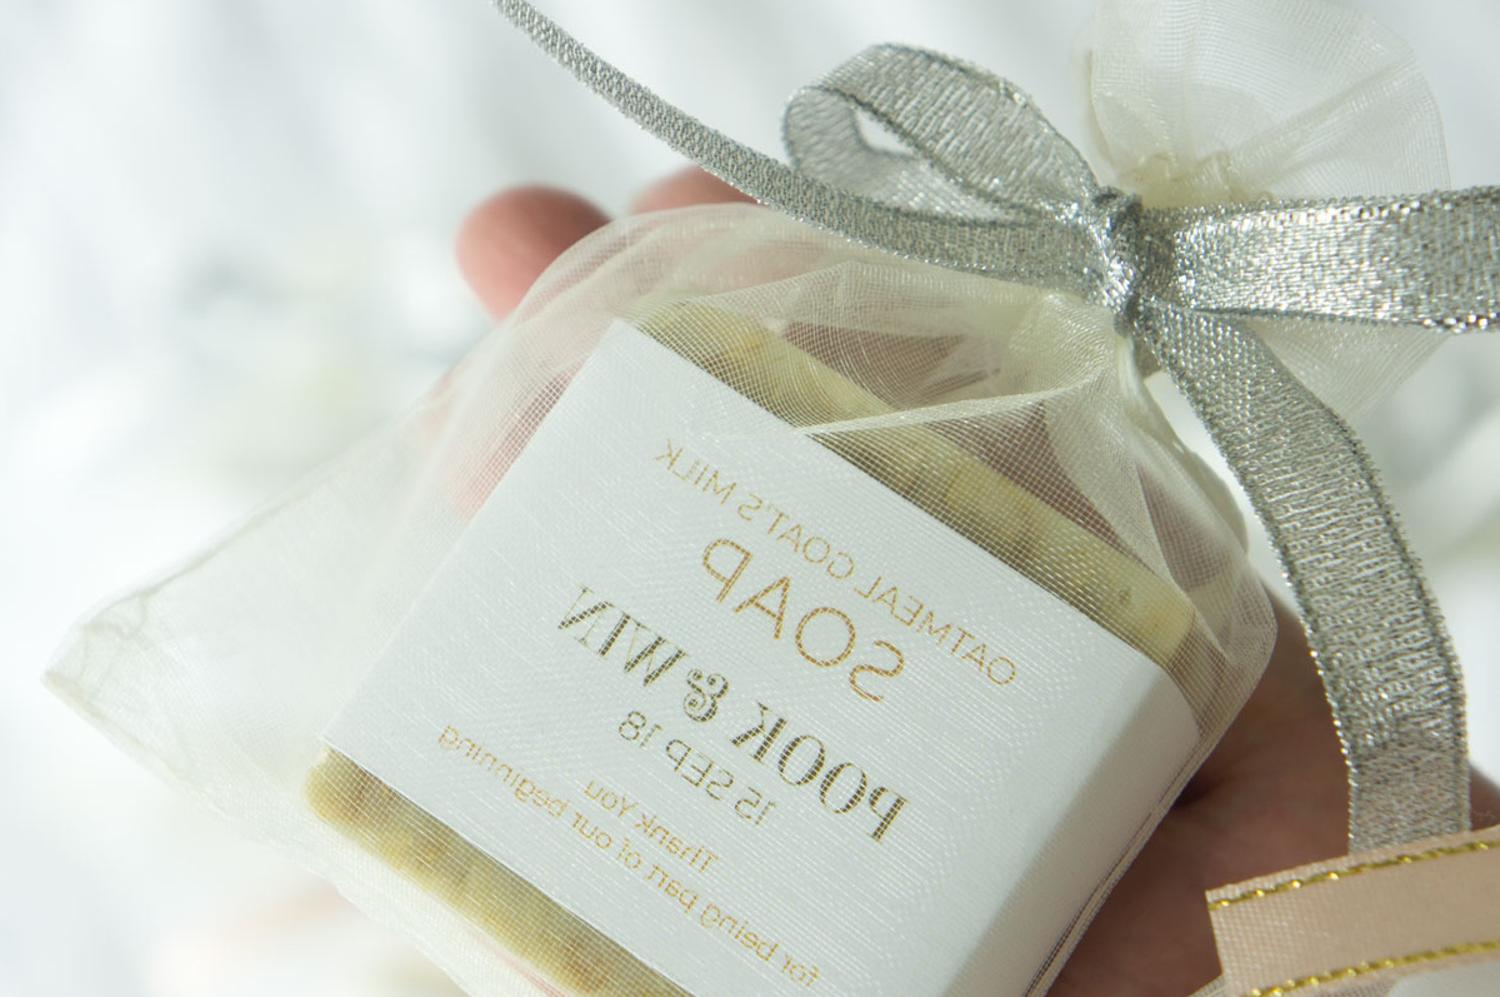 OATMEAL GOAT'S MILK
SOAP
POOK & WIN
15 SEP 18
Thank You
for being part of our beginning